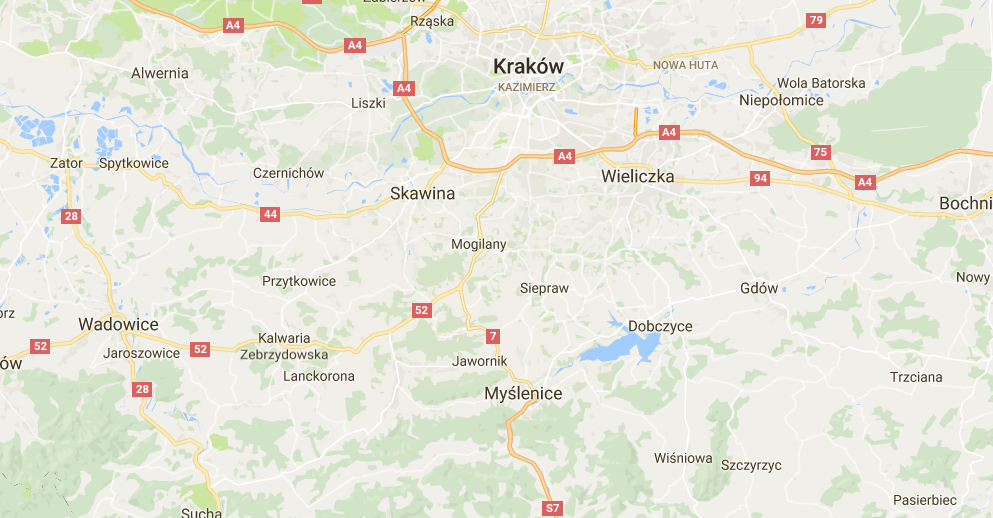 Rząska
79
A4
A4
Kraków
NOWA HUTA
Alwernia
KAZIMIERZ
A4
Wola Batorska
Liszki
Niepołomice
A4
75
A4
Zator
Spytkowice
Czernichów
Wieliczka
94
A4
Skawina
Bochni
28
44
Mogilany
Nowy
Przytkowice
Siepraw
Gdów
52
Wadowice
Dobczyce
7
Kalwaria
Zebrzydowska
52
52
Jaroszowice
ów
Jawornik
Lanckorona
Trzciana
28
Myślenice
Wiśniowa
Szczyrzyc
Pasierbiec
S7
Sucha